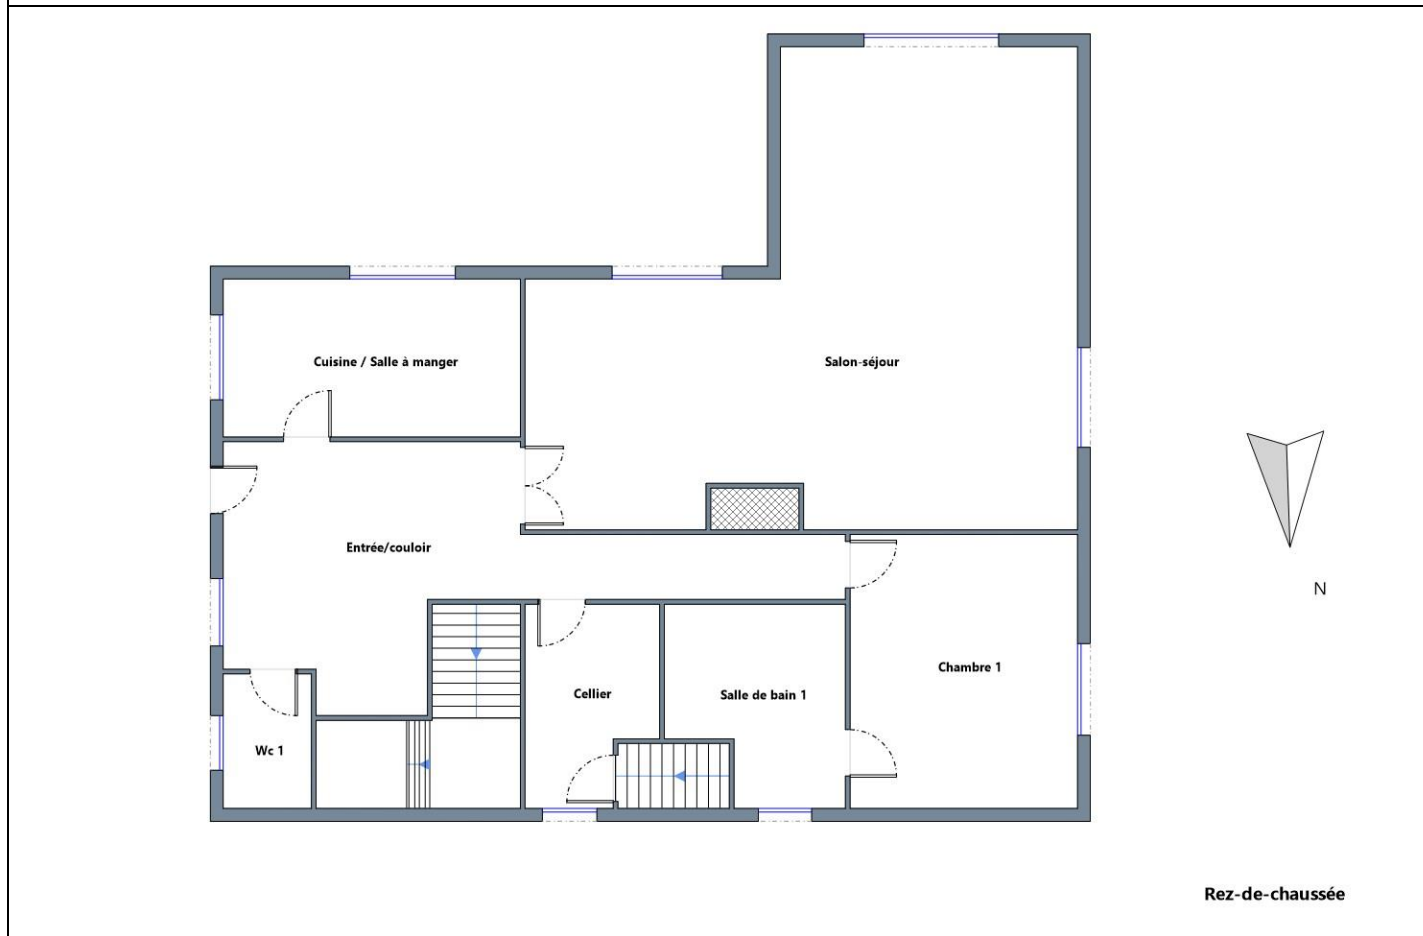 Cuisine / Salle à manger
Salon-séjour
Entrée/couloir
N
Chambre 1
Cellier
Salle de bain 1
Wc 1
Rez-de-chaussée